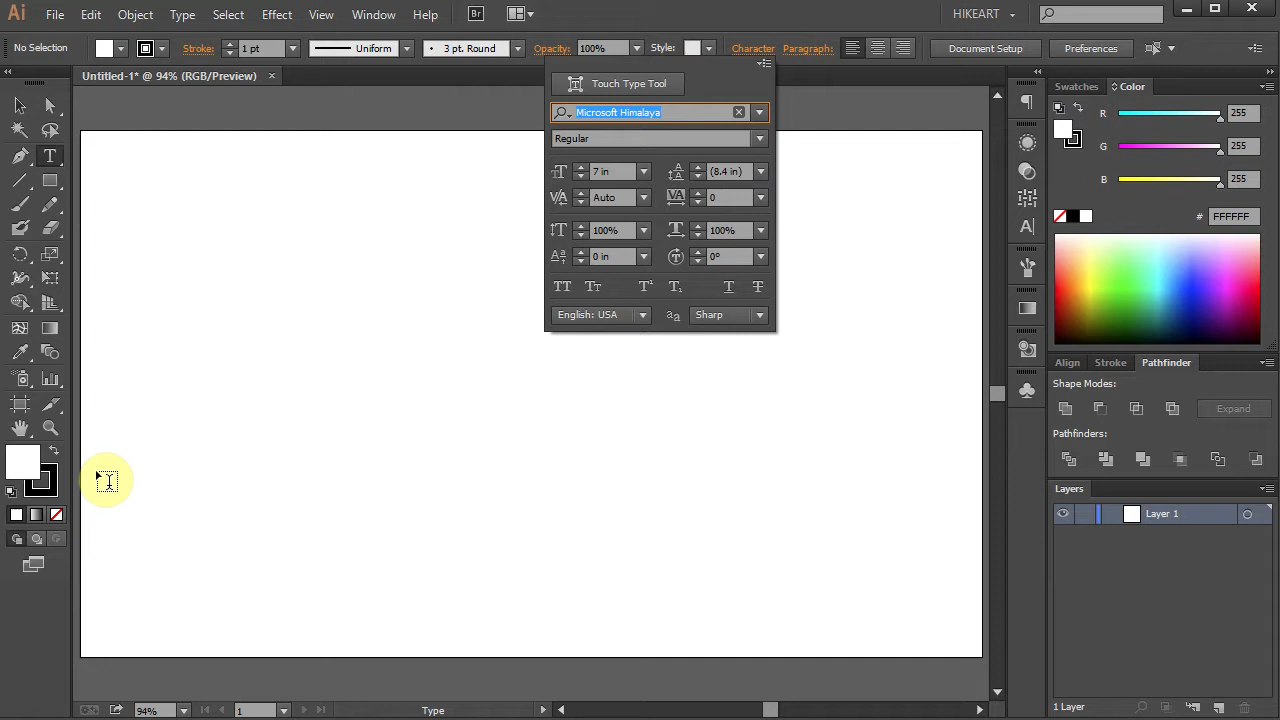 Ai File Edit Object Type Select Effect View Window Help Br HIKEART
No Selection Stroke: 1 pt Uniform 3 pt. Round Opacity: 100% Style: Character Paragraph: Document Setup Preferences
Untitled-1* @ 94% (RGB/Preview)
Touch Type Tool
Microsoft Himalaya
Regular
7 in (8.4 in)
Auto 0
100% 100%
0 in 0°
English: USA Sharp
Swatches Color
R 255
G 255
B 255
# FFFFFF
Align Stroke Pathfinder
Shape Modes:
Expand
Pathfinders:
Layers
Layer 1
1 Layer
94% 1 Type